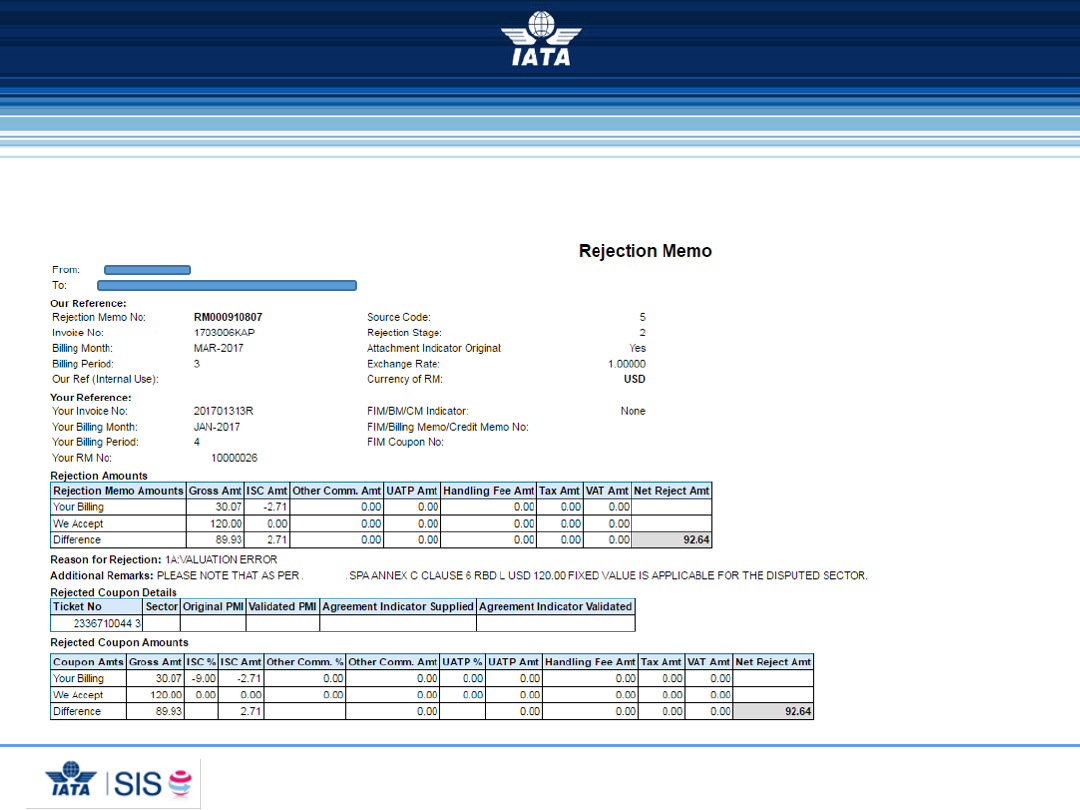 IATA
Rejection Memo
From:
To:
Our Reference:
Rejection Memo No: RM000910807 Source Code: 5
Invoice No: 1703006KAP Rejection Stage: 2
Billing Month: MAR-2017 Attachment Indicator Original: Yes
Billing Period: 3 Exchange Rate: 1.00000
Our Ref (Internal Use): Currency of RM: USD
Your Reference:
Your Invoice No: 201701313R FIM/BM/CM Indicator: None
Your Billing Month: JAN-2017 FIM/Billing Memo/Credit Memo No:
Your Billing Period: 4 FIM Coupon No:
Your RM No: 10000026
Rejection Amounts
Rejection Memo Amounts Gross Amt ISC Amt Other Comm. Amt UATP Amt Handling Fee Amt Tax Amt VAT Amt Net Reject Amt
Your Billing 30.07 -2.71 0.00 0.00 0.00 0.00 0.00
We Accept 120.00 0.00 0.00 0.00 0.00 0.00 0.00
Difference 89.93 2.71 0.00 0.00 0.00 0.00 0.00 92.64
Reason for Rejection: 1A:VALUATION ERROR
Additional Remarks: PLEASE NOTE THAT AS PER . . SPA ANNEX C CLAUSE 6 RBD L USD 120.00 FIXED VALUE IS APPLICABLE FOR THE DISPUTED SECTOR.
Rejected Coupon Details
Ticket No Sector Original PMI Validated PMI Agreement Indicator Supplied Agreement Indicator Validated
2336710044 3
Rejected Coupon Amounts
Coupon Amts Gross Amt ISC % ISC Amt Other Comm. % Other Comm. Amt UATP % UATP Amt Handling Fee Amt Tax Amt VAT Amt Net Reject Amt
Your Billing 30.07 -9.00 -2.71 0.00 0.00 0.00 0.00 0.00 0.00 0.00
We Accept 120.00 0.00 0.00 0.00 0.00 0.00 0.00 0.00 0.00 0.00
Difference 89.93 2.71 0.00 0.00 0.00 0.00 0.00 92.64
IATA SIS